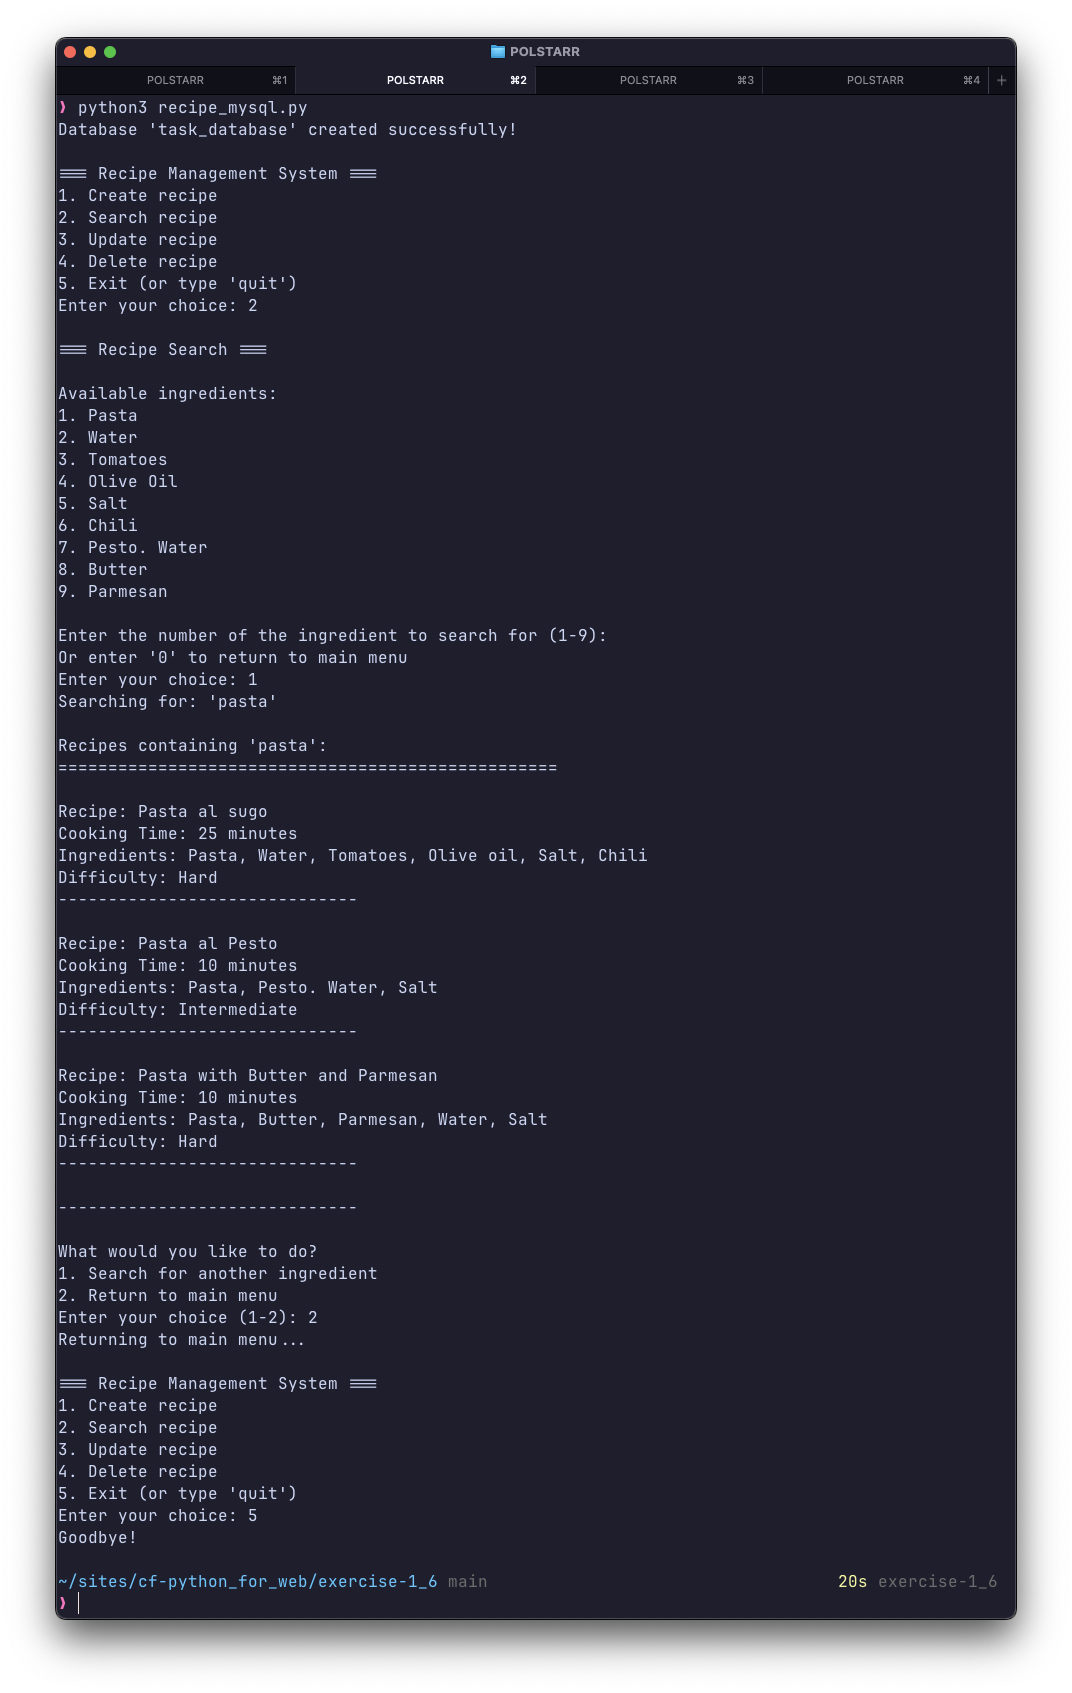 POLSTARR
POLSTARR ⌘1 POLSTARR ⌘2 POLSTARR ⌘3 POLSTARR ⌘4 +
❯ python3 recipe_mysql.py
Database 'task_database' created successfully!
=== Recipe Management System ===
1. Create recipe
2. Search recipe
3. Update recipe
4. Delete recipe
5. Exit (or type 'quit')
Enter your choice: 2
=== Recipe Search ===
Available ingredients:
1. Pasta
2. Water
3. Tomatoes
4. Olive Oil
5. Salt
6. Chili
7. Pesto. Water
8. Butter
9. Parmesan
Enter the number of the ingredient to search for (1-9):
Or enter '0' to return to main menu
Enter your choice: 1
Searching for: 'pasta'
Recipes containing 'pasta':
==================================================
Recipe: Pasta al sugo
Cooking Time: 25 minutes
Ingredients: Pasta, Water, Tomatoes, Olive oil, Salt, Chili
Difficulty: Hard
------------------------------
Recipe: Pasta al Pesto
Cooking Time: 10 minutes
Ingredients: Pasta, Pesto. Water, Salt
Difficulty: Intermediate
------------------------------
Recipe: Pasta with Butter and Parmesan
Cooking Time: 10 minutes
Ingredients: Pasta, Butter, Parmesan, Water, Salt
Difficulty: Hard
------------------------------
------------------------------
What would you like to do?
1. Search for another ingredient
2. Return to main menu
Enter your choice (1-2): 2
Returning to main menu...
=== Recipe Management System ===
1. Create recipe
2. Search recipe
3. Update recipe
4. Delete recipe
5. Exit (or type 'quit')
Enter your choice: 5
Goodbye!
~/sites/cf-python_for_web/exercise-1_6 main 20s exercise-1_6
❯